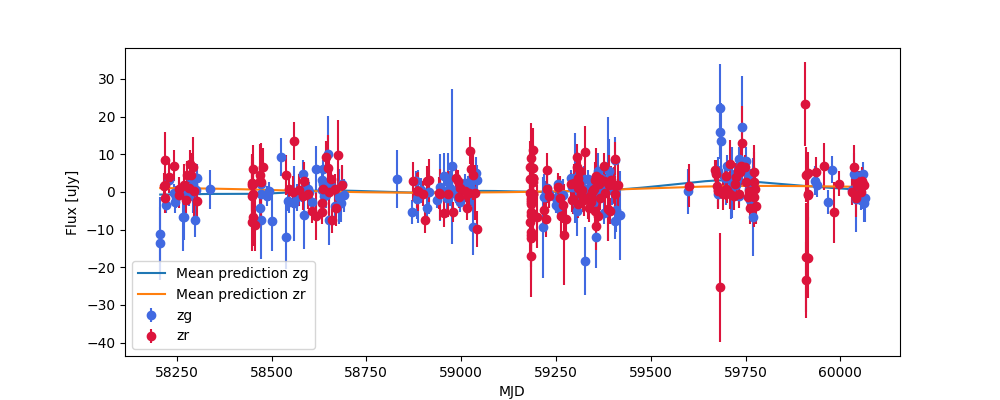 30
20
10
0
−10
−20
−30
−40
Flux [uJy]
Mean prediction zg
Mean prediction zr
zg
zr
58250 58500 58750 59000 59250 59500 59750 60000
MJD